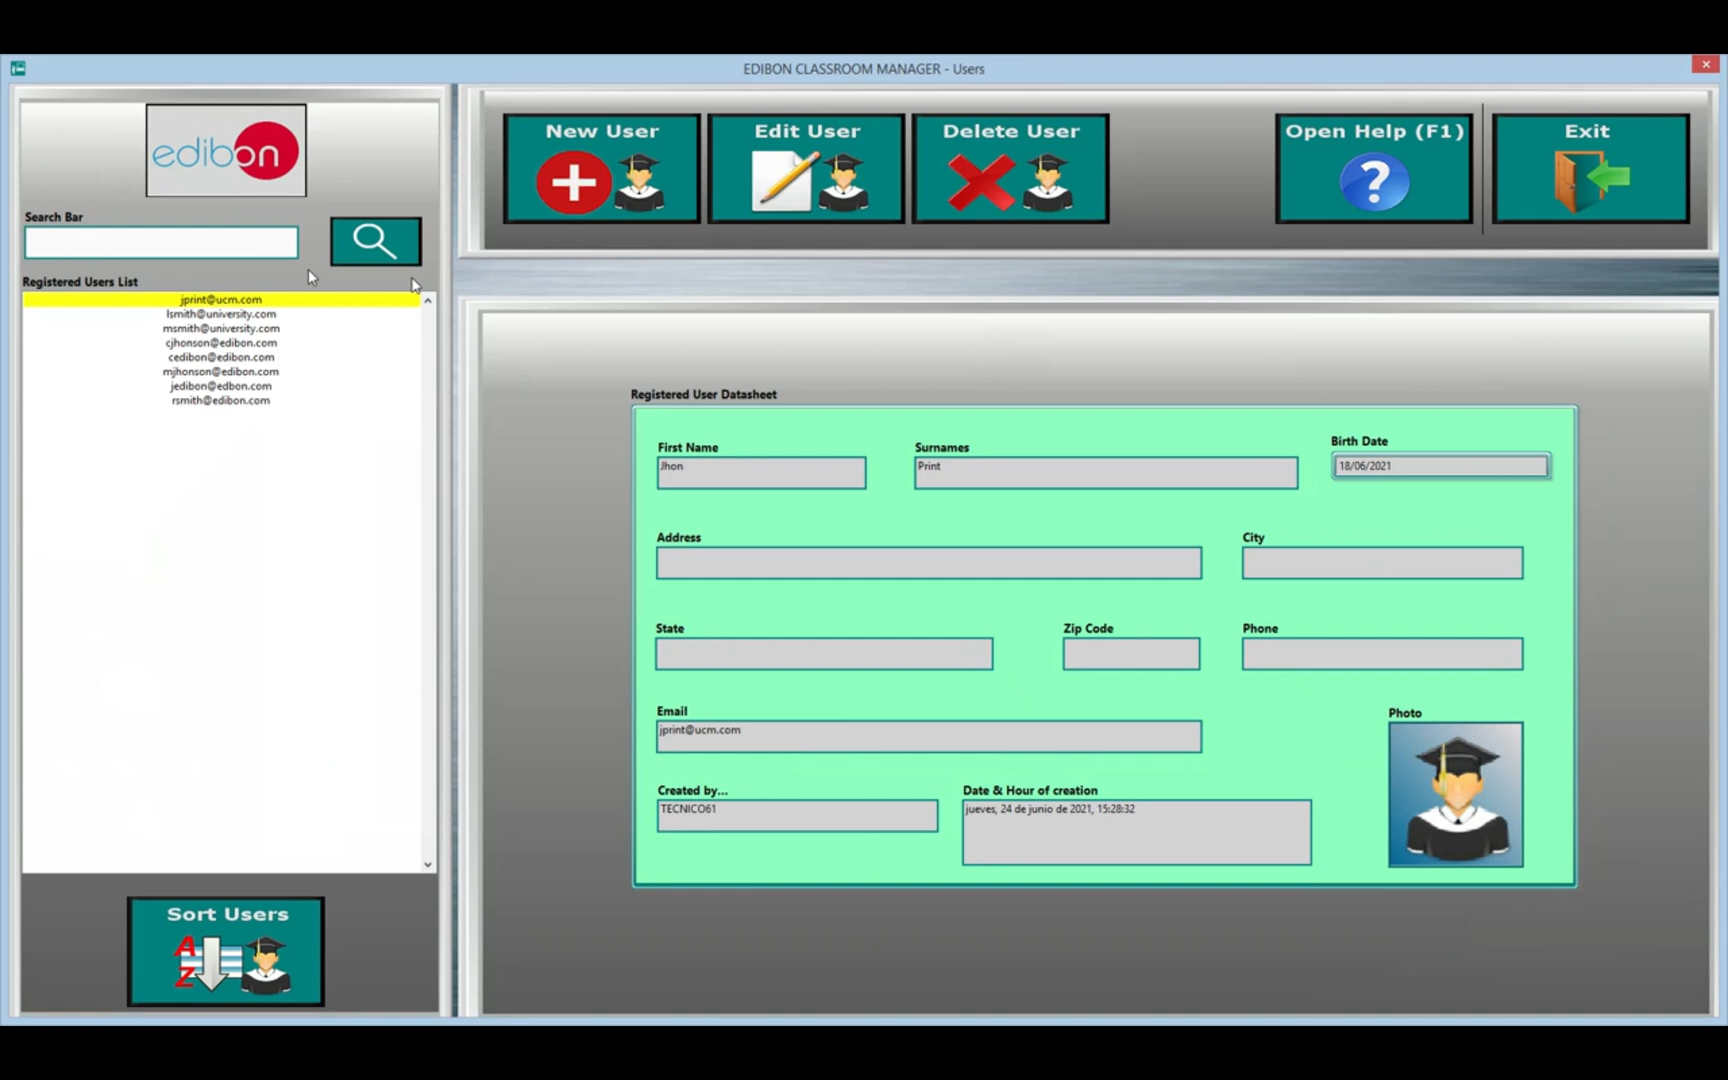 EDIBON CLASSROOM MANAGER - Users
edibon
Search Bar
Registered Users List
jprint@ucm.com
lsmith@university.com
msmith@university.com
cjhonson@edibon.com
cedibon@edibon.com
mjhonson@edibon.com
jedibon@edbon.com
rsmith@edibon.com
Sort Users
A
Z
New User
Edit User
Delete User
Open Help (F1)
?
Exit
Registered User Datasheet
First Name
Jhon
Surnames
Print
Birth Date
18/06/2021
Address
City
State
Zip Code
Phone
Email
jprint@ucm.com
Photo
Created by...
TECNICO61
Date & Hour of creation
jueves, 24 de junio de 2021, 15:28:32